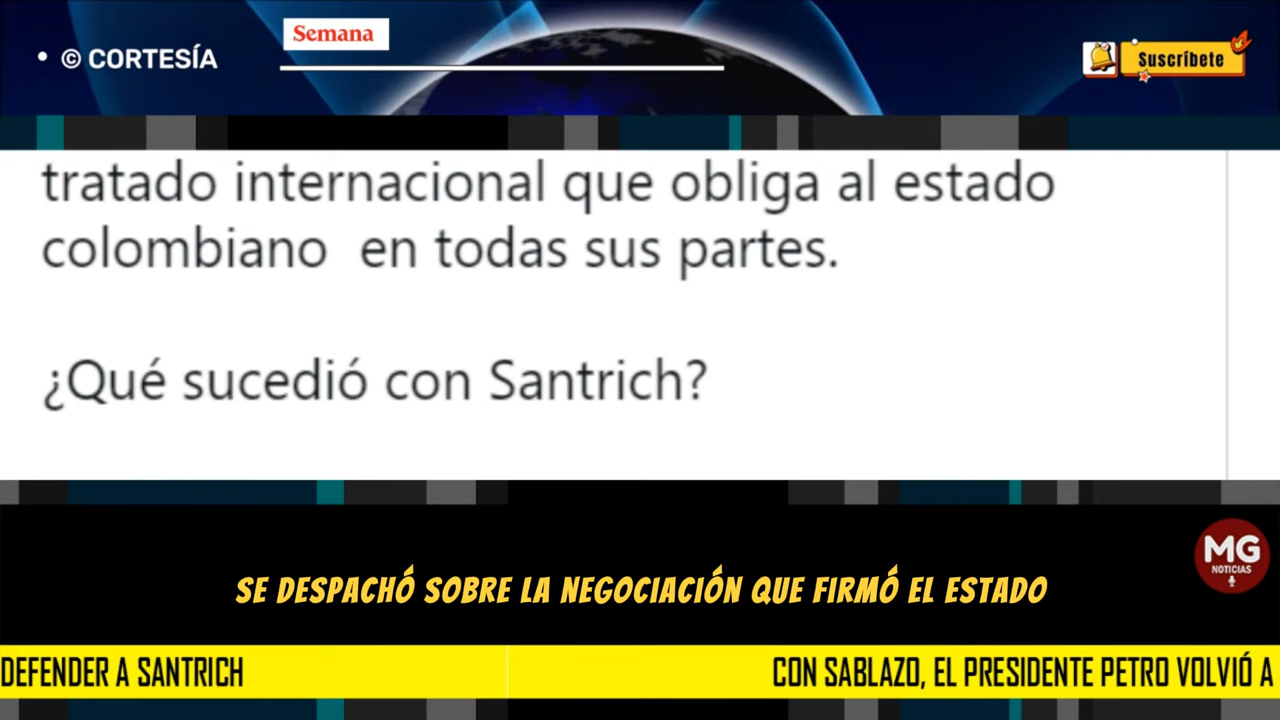 Semana
• © CORTESÍA
Suscríbete
tratado internacional que obliga al estado
colombiano en todas sus partes.
¿Qué sucedió con Santrich?
MG
NOTICIAS
SE DESPACHÓ SOBRE LA NEGOCIACIÓN QUE FIRMÓ EL ESTADO
DEFENDER A SANTRICH
CON SABLAZO, EL PRESIDENTE PETRO VOLVIÓ A